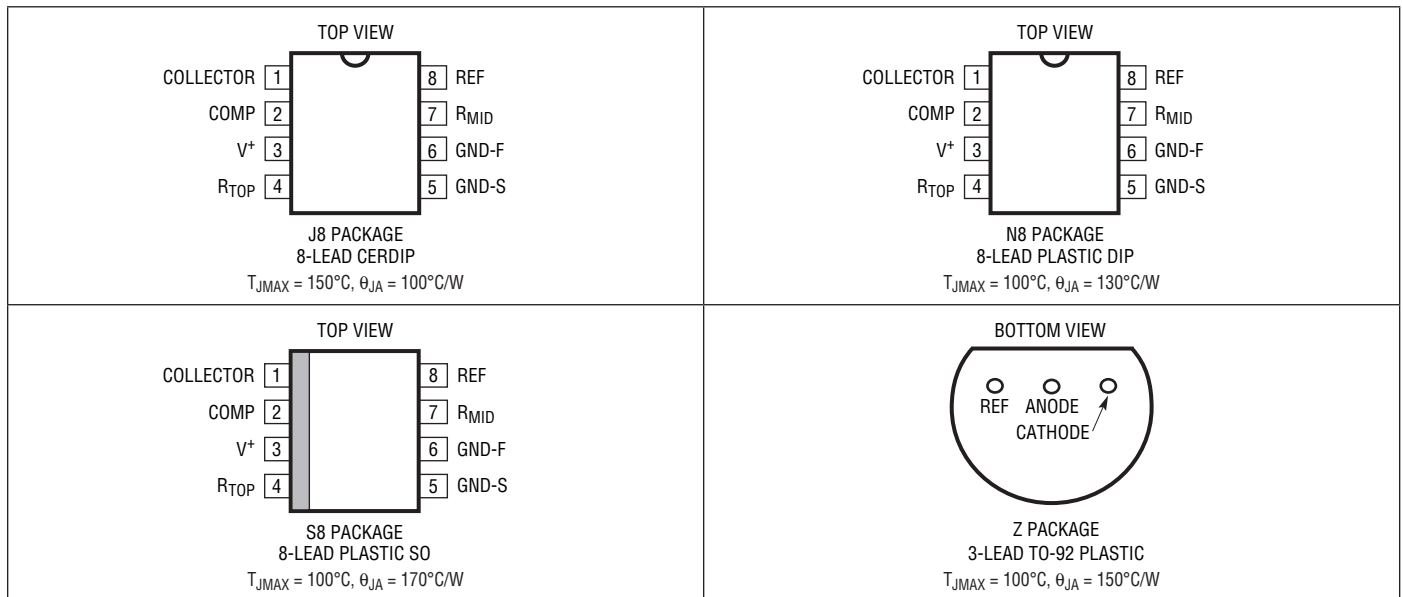 TOP VIEW
COLLECTOR 1 8 REF
COMP 2 7 RMID
V+ 3 6 GND-F
RTOP 4 5 GND-S
J8 PACKAGE
8-LEAD CERDIP
TJMAX = 150°C, θJA = 100°C/W
TOP VIEW
COLLECTOR 1 8 REF
COMP 2 7 RMID
V+ 3 6 GND-F
RTOP 4 5 GND-S
N8 PACKAGE
8-LEAD PLASTIC DIP
TJMAX = 100°C, θJA = 130°C/W
TOP VIEW
COLLECTOR 1 8 REF
COMP 2 7 RMID
V+ 3 6 GND-F
RTOP 4 5 GND-S
S8 PACKAGE
8-LEAD PLASTIC SO
TJMAX = 100°C, θJA = 170°C/W
BOTTOM VIEW
REF ANODE
CATHODE
Z PACKAGE
3-LEAD TO-92 PLASTIC
TJMAX = 100°C, θJA = 150°C/W